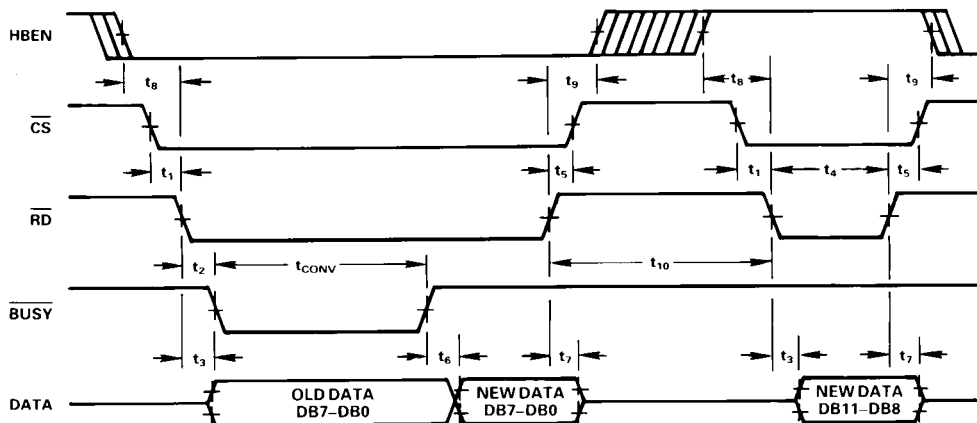 HBEN
t8 t9 t8 t9
CS
t1 t5 t1 t4 t5
RD
t2 tCONV t10
BUSY
t3 t6 t7 t3 t7
DATA
OLD DATA
DB7–DB0
NEW DATA
DB7–DB0
NEW DATA
DB11–DB8